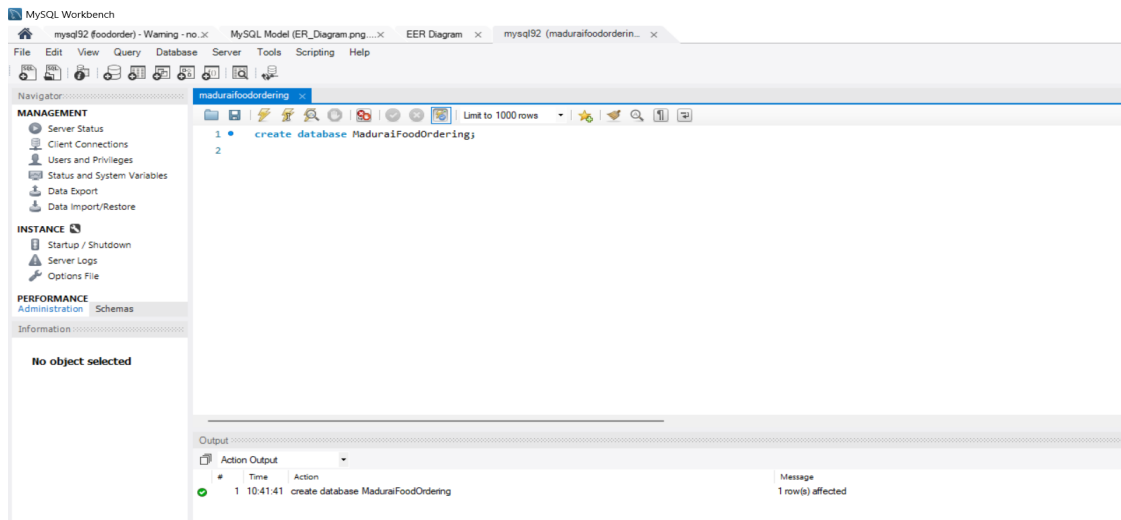 MySQL Workbench
mysql92 (foodorder) - Warning - no...
MySQL Model (ER_Diagram.png....
EER Diagram
mysql92 (maduraifoodorderin...
File Edit View Query Database Server Tools Scripting Help
Navigator
maduraifoodordering
MANAGEMENT
Server Status
Client Connections
Users and Privileges
Status and System Variables
Data Export
Data Import/Restore
INSTANCE
Startup / Shutdown
Server Logs
Options File
PERFORMANCE
Administration Schemas
Information
No object selected
Limit to 1000 rows
1 create database MaduraiFoodOrdering;
2
Output
Action Output
# Time Action Message
1 10:41:41 create database MaduraiFoodOrdering 1 row(s) affected